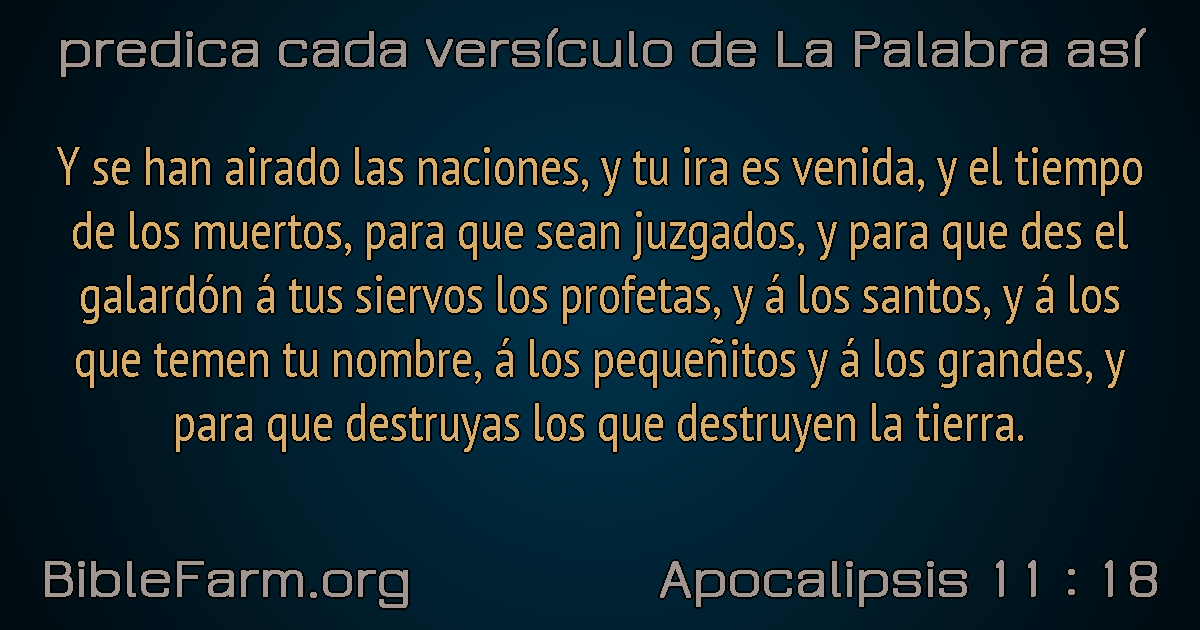 predica cada versículo de La Palabra así
Y se han airado las naciones, y tu ira es venida, y el tiempo
de los muertos, para que sean juzgados, y para que des el
galardón á tus siervos los profetas, y á los santos, y á los
que temen tu nombre, á los pequeñitos y á los grandes, y
para que destruyas los que destruyen la tierra.
BibleFarm.org
Apocalipsis 11 : 18